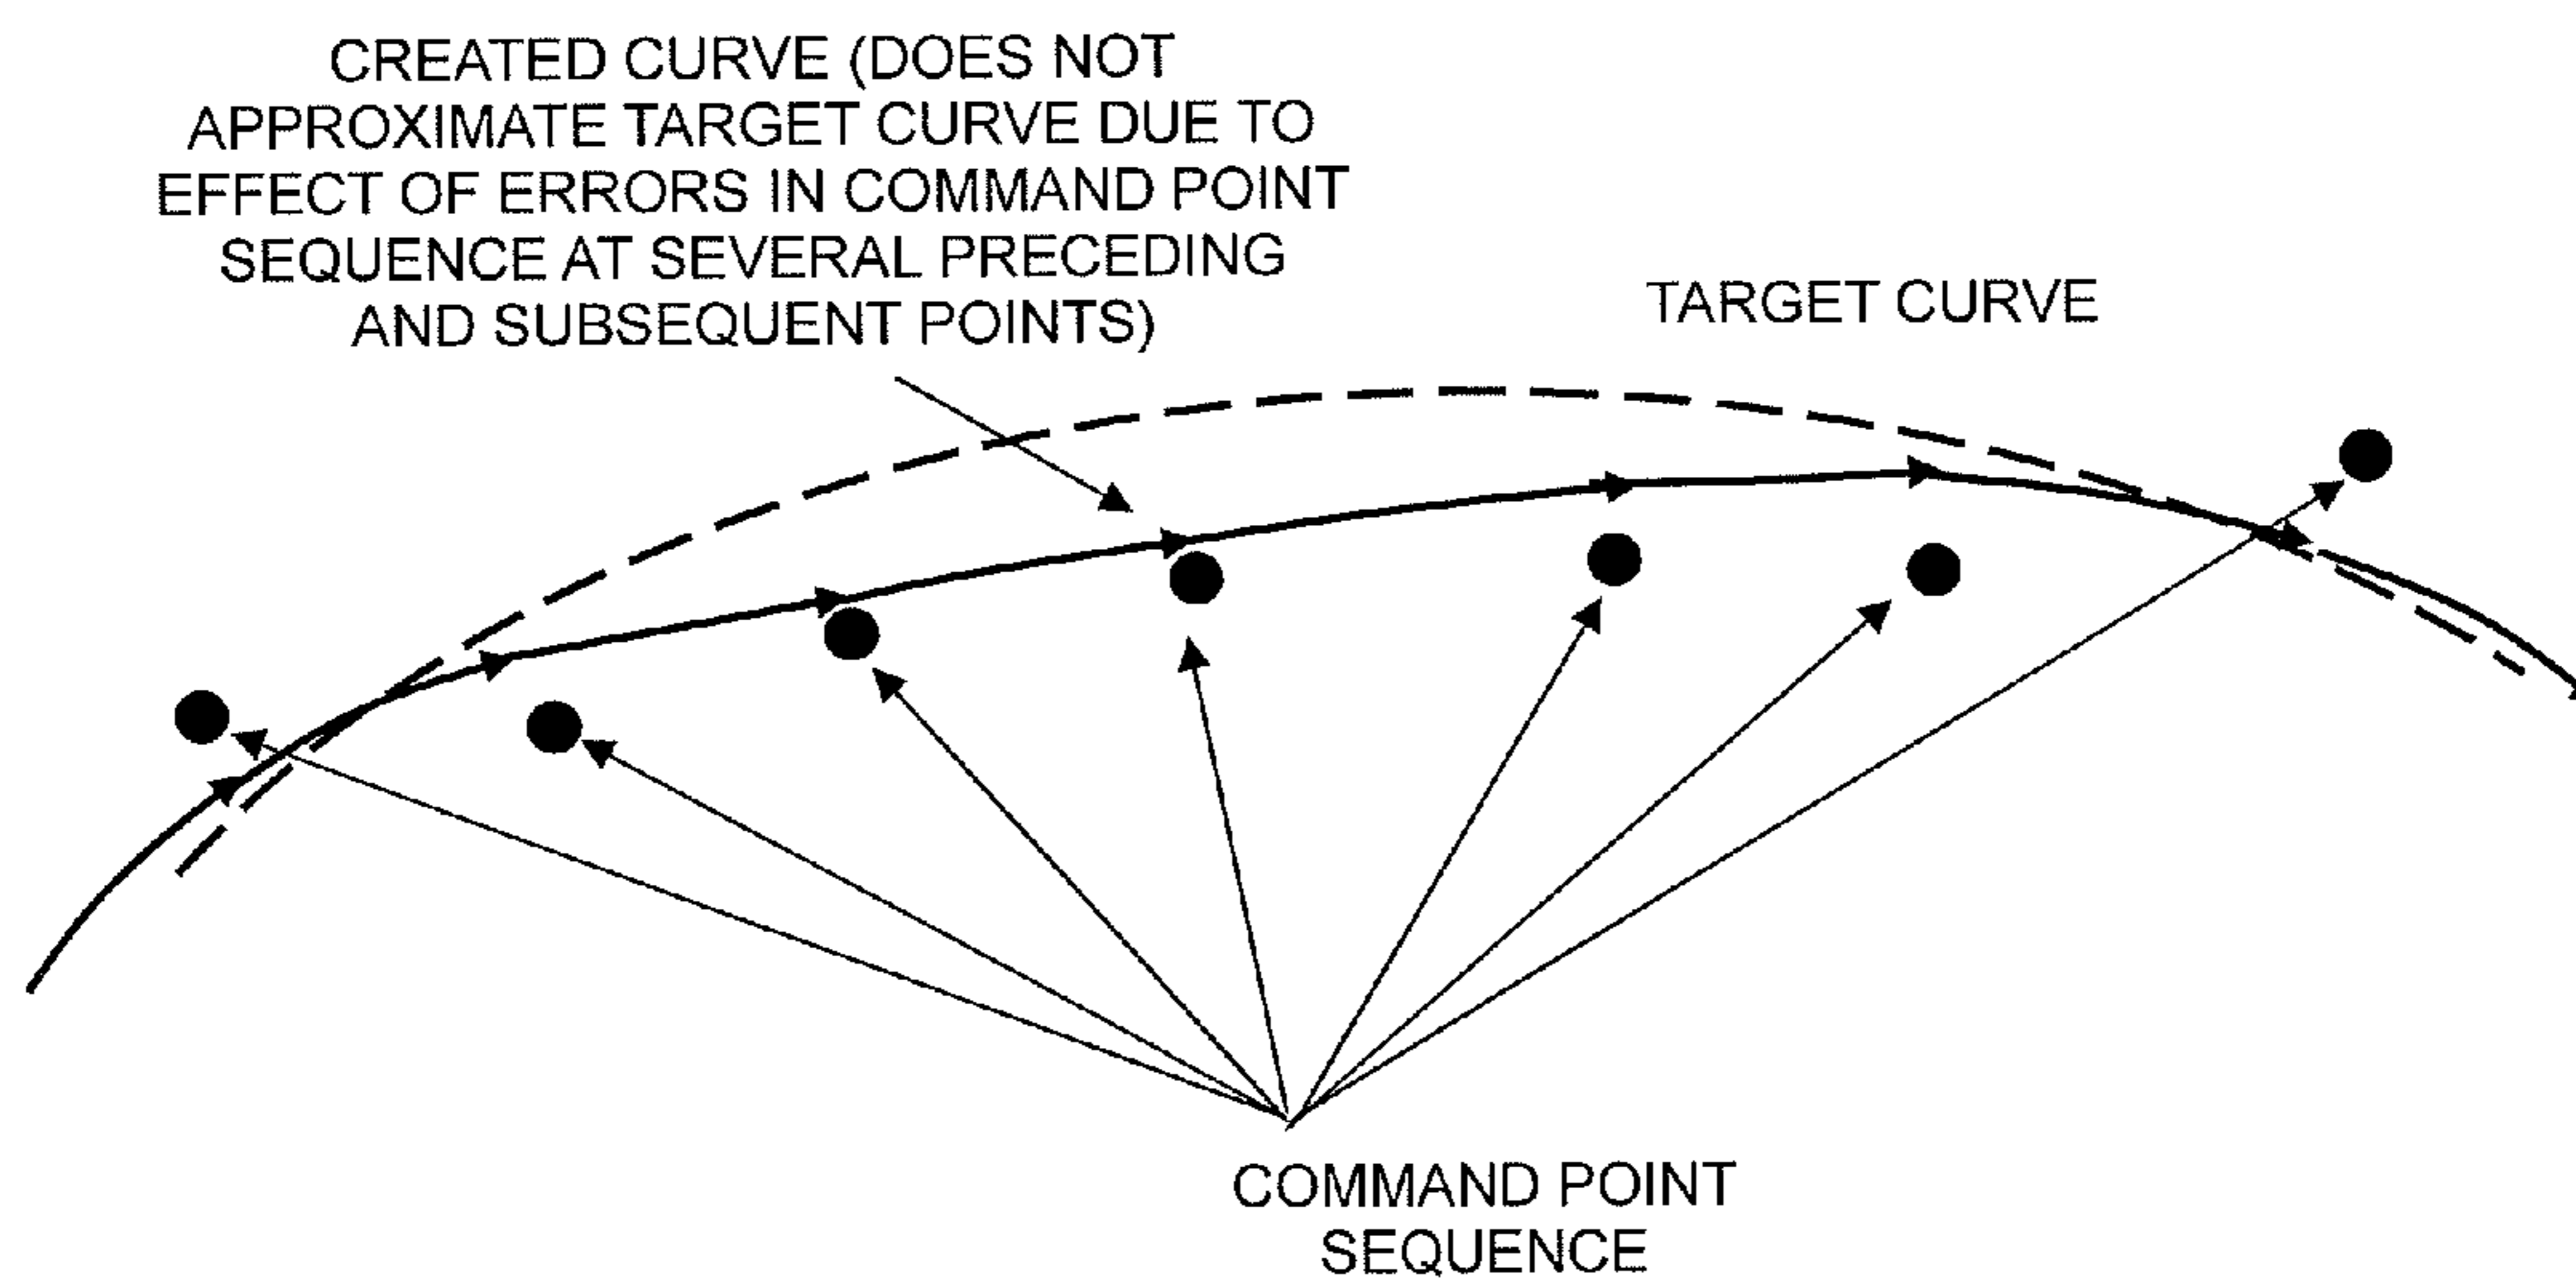 CREATED CURVE (DOES NOT
APPROXIMATE TARGET CURVE DUE TO
EFFECT OF ERRORS IN COMMAND POINT
SEQUENCE AT SEVERAL PRECEDING
AND SUBSEQUENT POINTS)
TARGET CURVE
COMMAND POINT
SEQUENCE